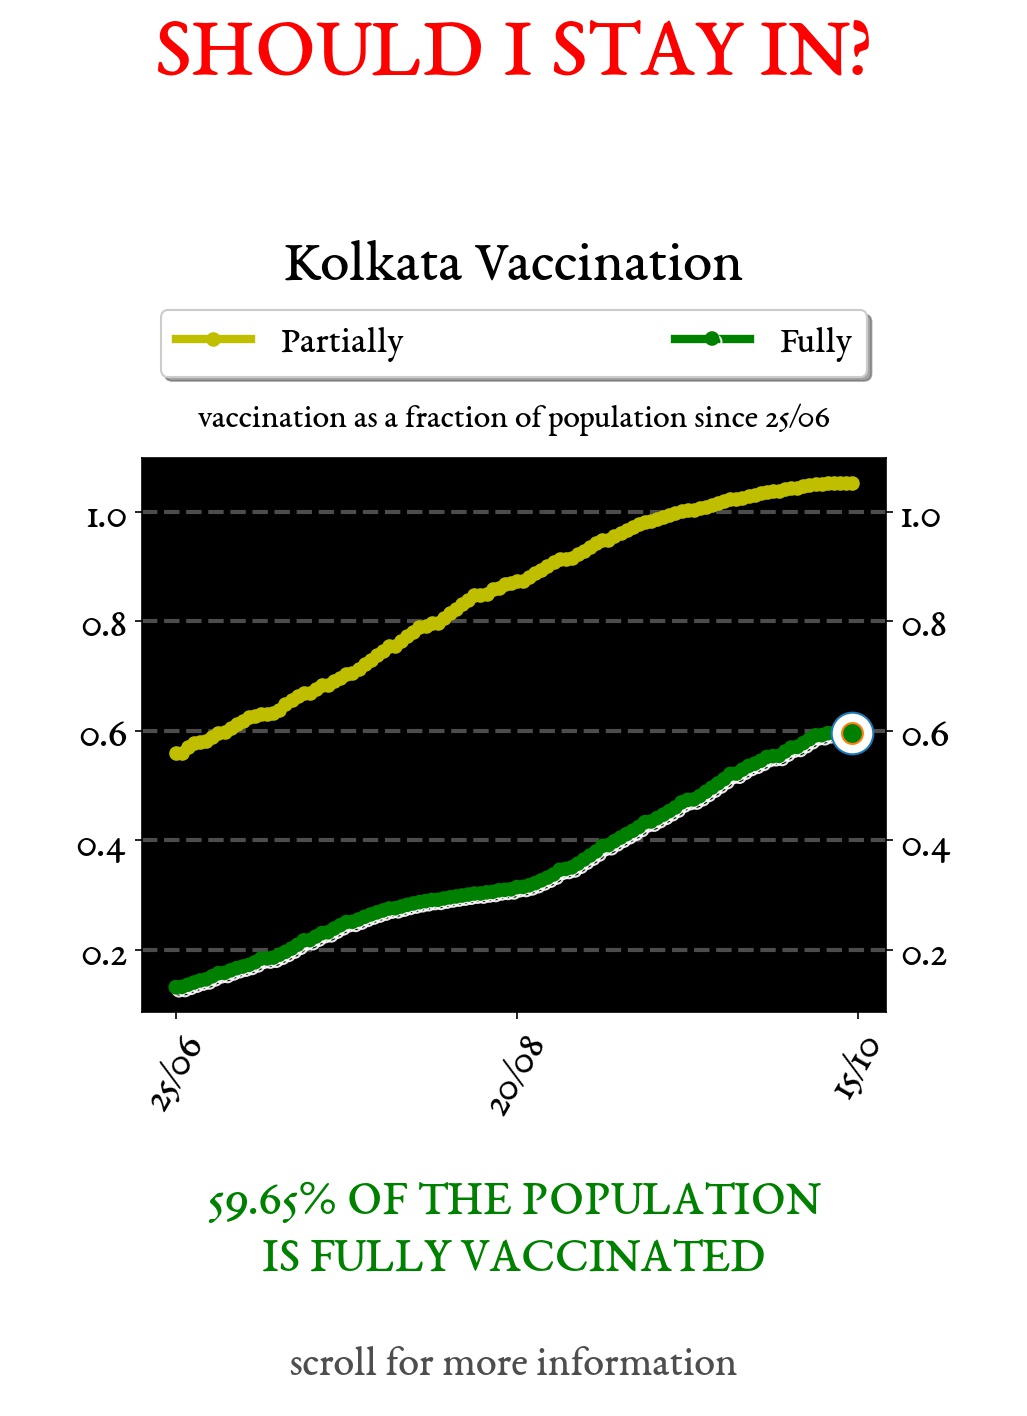 SHOULD I STAY IN?
Kolkata Vaccination
Partially Fully
vaccination as a fraction of population since 25/06
1.0 1.0
0.8 0.8
0.6 0.6
0.4 0.4
0.2 0.2
25/06 20/08 15/10
59.65% OF THE POPULATION
IS FULLY VACCINATED
scroll for more information